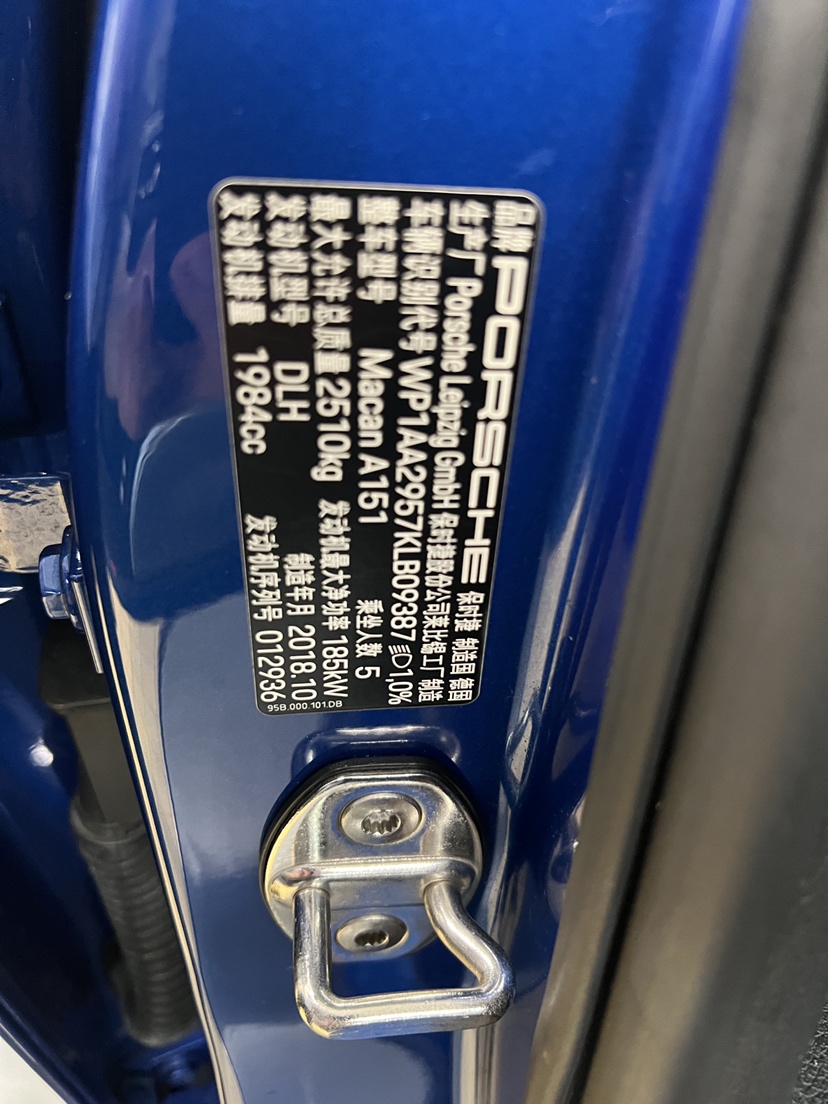 品牌 PORSCHE 保时捷 制造国 德国
生产厂 Porsche Leipzig GmbH 保时捷股份公司莱比锡工厂制造
车辆识别代号 WP1AA2957KLB09387 1,0%
整车型号 Macan A151 乘坐人数 5
最大允许总质量 2510kg 发动机最大净功率 185kW
发动机型号 DLH 制造年月 2018.10
发动机排量 1984cc 发动机序列号 012936
95B.000.101.DB